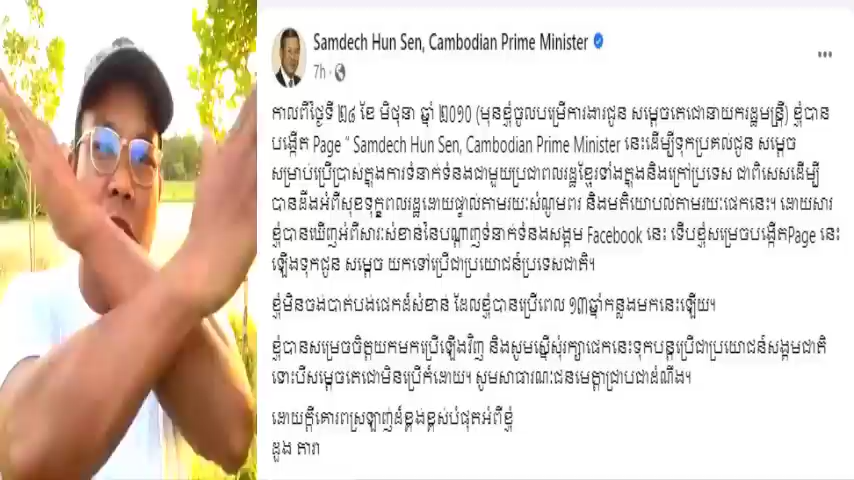 Samdech Hun Sen, Cambodian Prime Minister
7h
កាលពីថ្ងៃទី ២៤ ខែ មិថុនា ឆ្នាំ ២០១០ (មុនខ្ញុំចូលបម្រើការងារជូន សម្តេចតេជោនាយករដ្ឋមន្ត្រី) ខ្ញុំបាន
បង្កើត Page “ Samdech Hun Sen, Cambodian Prime Minister នេះដើម្បីទុកប្រគល់ជូន សម្តេច
សម្រាប់ប្រើប្រាស់ក្នុងការទំនាក់ទំនងជាមួយប្រជាពលរដ្ឋខ្មែរទាំងក្នុងនិងក្រៅប្រទេស ជាពិសេសដើម្បី
បានដឹងអំពីសុខទុក្ខពលរដ្ឋដោយផ្ទាល់តាមរយៈសំណូមពរ និងមតិយោបល់តាមរយៈផេកនេះ។ ដោយសារ
ខ្ញុំបានឃើញអំពីសារៈសំខាន់នៃបណ្តាញទំនាក់ទំនងសង្គម Facebook នេះ ទើបខ្ញុំសម្រេចបង្កើតPage នេះ
ឡើងទុកជូន សម្តេច យកទៅប្រើជាប្រយោជន៍ប្រទេសជាតិ។
ខ្ញុំមិនចង់បាត់បង់ផេកដ៏សំខាន់ ដែលខ្ញុំបានប្រើពេល ១៣ឆ្នាំកន្លងមកនេះឡើយ។
ខ្ញុំបានសម្រេចចិត្តយកមកប្រើឡើងវិញ និងសូមស្នើសុំរក្សាផេកនេះទុកបន្តប្រើជាប្រយោជន៍សង្គមជាតិ
ទោះបីសម្តេចតេជោមិនប្រើក៏ដោយ។ សូមសាធារណៈជនមេត្តាជ្រាបជាដំណឹង។
ដោយក្តីគោរពស្រឡាញ់ដ៏ខ្ពង់ខ្ពស់បំផុតអំពីខ្ញុំ
ដួង តារា